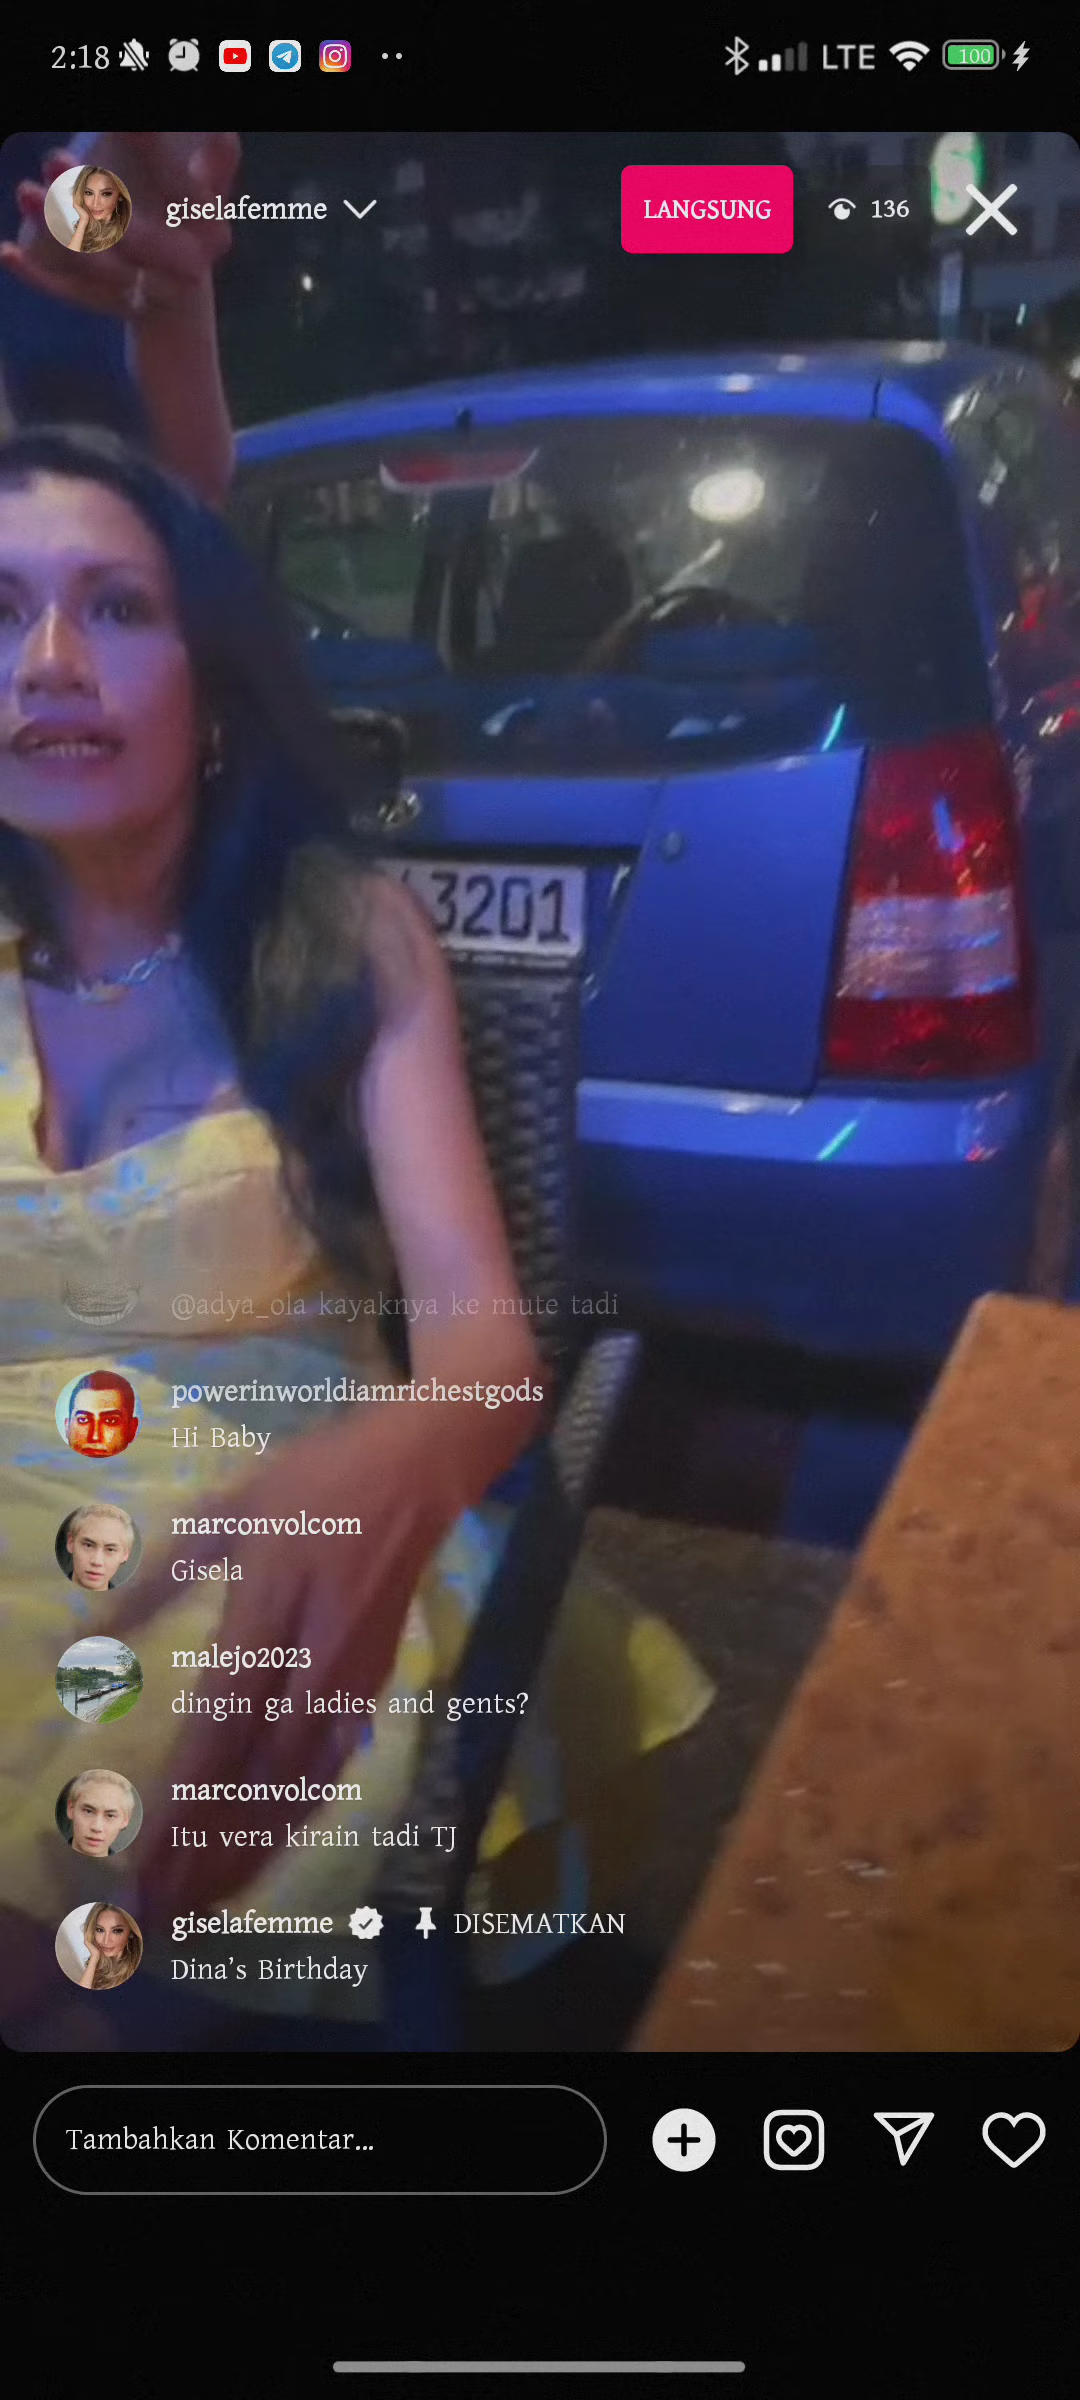 2:18
LTE
100
giselafemme
LANGSUNG
136
3201
@adya_ola kayaknya ke mute tadi
powerinworldiamrichestgods
Hi Baby
marconvolcom
Gisela
malejo2023
dingin ga ladies and gents?
marconvolcom
Itu vera kirain tadi TJ
giselafemme DISEMATKAN
Dina’s Birthday
Tambahkan Komentar...